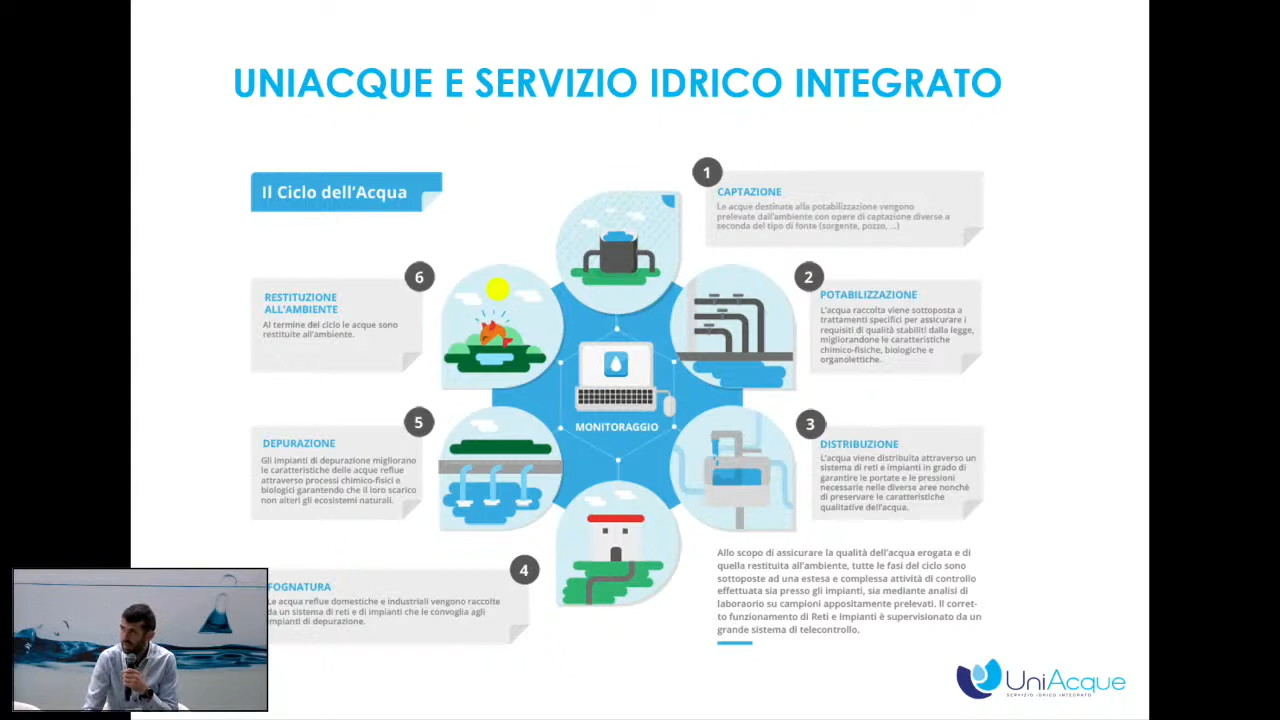 UNIACQUE E SERVIZIO IDRICO INTEGRATO
Il Ciclo dell'Acqua
1
CAPTAZIONE
Le acque destinate alla potabilizzazione vengono
prelevate dall'ambiente con opere di captazione diverse a
seconda del tipo di fonte (sorgente, pozzo, ...)
2
POTABILIZZAZIONE
L'acqua raccolta viene sottoposta a
trattamenti specifici per assicurare i
requisiti di qualità stabiliti dalla legge,
migliorandone le caratteristiche
chimico-fisiche, biologiche e
organolettiche.
3
DISTRIBUZIONE
L'acqua viene distribuita attraverso un
sistema di reti e impianti in grado di
garantire le portate e le pressioni
necessarie nelle diverse aree nonché
di preservare le caratteristiche
qualitative dell'acqua.
4
FOGNATURA
Le acqua reflue domestiche e industriali vengono raccolte
da un sistema di reti e di impianti che le convoglia agli
impianti di depurazione.
5
DEPURAZIONE
Gli impianti di depurazione migliorano
le caratteristiche delle acque reflue
attraverso processi chimico-fisici e
biologici garantendo che il loro scarico
non alteri gli ecosistemi naturali.
6
RESTITUZIONE
ALL'AMBIENTE
Al termine del ciclo le acque sono
restituite all'ambiente.
MONITORAGGIO
Allo scopo di assicurare la qualità dell'acqua erogata e di
quella restituita all'ambiente, tutte le fasi del ciclo sono
sottoposte ad una estesa e complessa attività di controllo
effettuata sia presso gli impianti, sia mediante analisi di
laboraorio su campioni appositamente prelevati. Il corret-
to funzionamento di Reti e Impianti è supervisionato da un
grande sistema di telecontrollo.
UniAcque
SERVIZIO IDRICO INTEGRATO